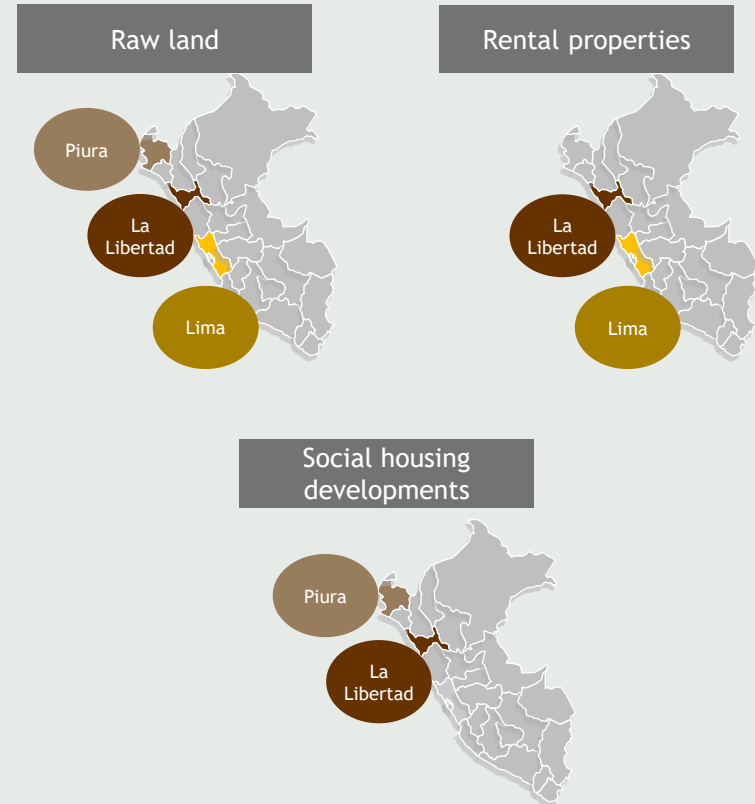 Raw land
Piura
La
Libertad
Lima
Rental properties
La
Libertad
Lima
Social housing
developments
Piura
La
Libertad